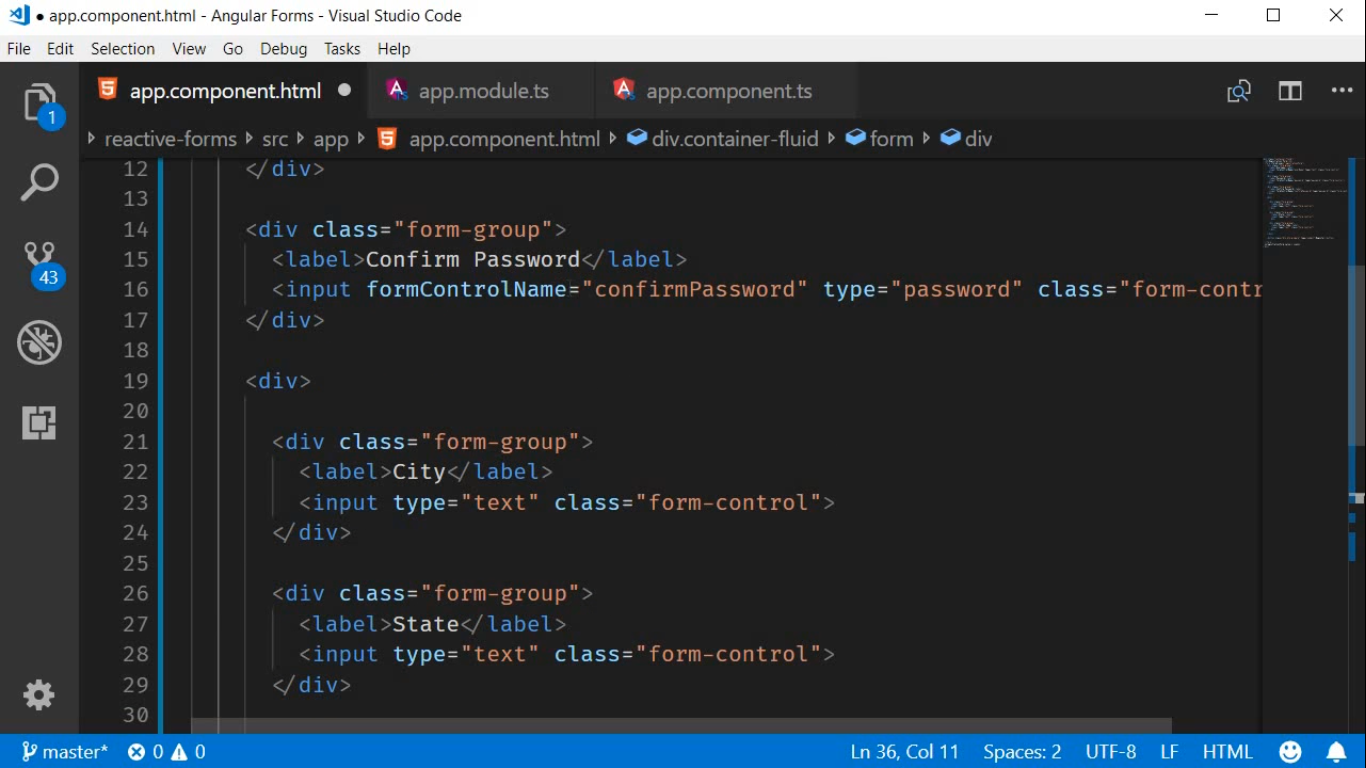 ● app.component.html - Angular Forms - Visual Studio Code
File Edit Selection View Go Debug Tasks Help
app.component.html ● app.module.ts app.component.ts
reactive-forms src app app.component.html div.container-fluid form div
1
43
12 </div>
13
14 <div class="form-group">
15 <label>Confirm Password</label>
16 <input formControlName="confirmPassword" type="password" class="form-contr
17 </div>
18
19 <div>
20
21 <div class="form-group">
22 <label>City</label>
23 <input type="text" class="form-control">
24 </div>
25
26 <div class="form-group">
27 <label>State</label>
28 <input type="text" class="form-control">
29 </div>
30
master* 0 0 Ln 36, Col 11 Spaces: 2 UTF-8 LF HTML